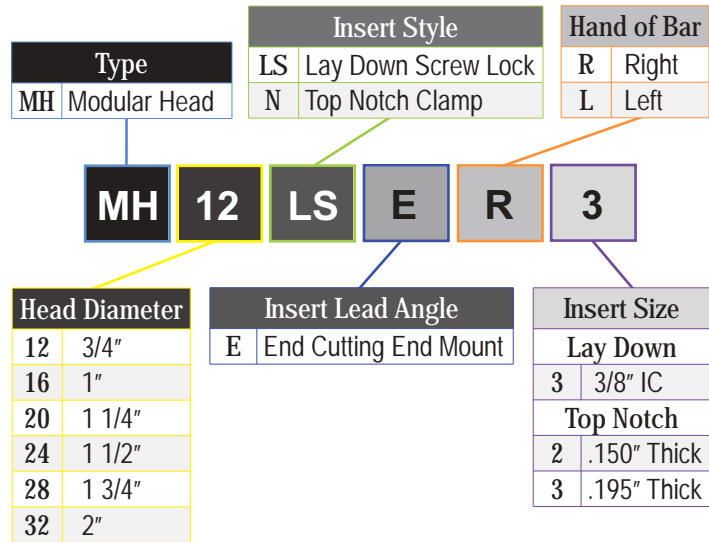 Type
MH Modular Head
Insert Style
LS Lay Down Screw Lock
N Top Notch Clamp
Hand of Bar
R Right
L Left
MH 12 LS E R 3
Head Diameter
12 3/4"
16 1"
20 1 1/4"
24 1 1/2"
28 1 3/4"
32 2"
Insert Lead Angle
E End Cutting End Mount
Insert Size
Lay Down
3 3/8" IC
Top Notch
2 .150" Thick
3 .195" Thick